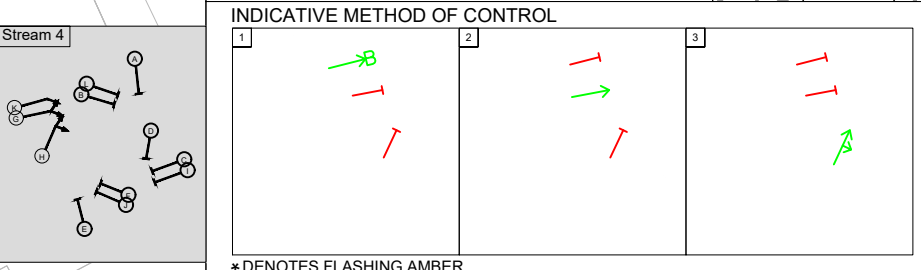 INDICATIVE METHOD OF CONTROL
Stream 4
1
2
3
B
A
L
B
K
G
D
H
C
I
F
J
E
*DENOTES FLASHING AMBER